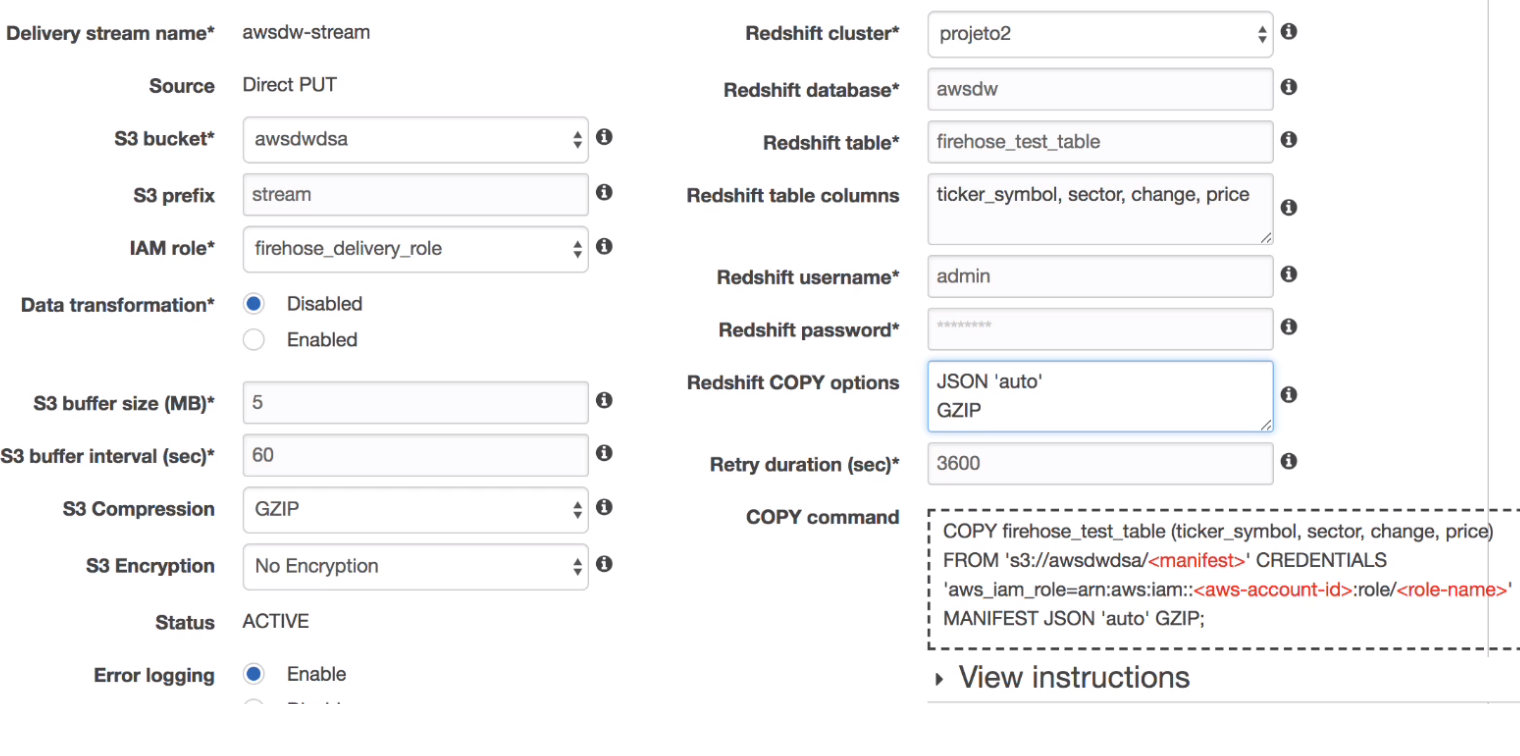 Delivery stream name* awsdw-stream
Source Direct PUT
S3 bucket* awsdwdsa
S3 prefix stream
IAM role* firehose_delivery_role
Data transformation* Disabled
Enabled
S3 buffer size (MB)* 5
S3 buffer interval (sec)* 60
S3 Compression GZIP
S3 Encryption No Encryption
Status ACTIVE
Error logging Enable
Redshift cluster* projeto2
Redshift database* awsdw
Redshift table* firehose_test_table
Redshift table columns ticker_symbol, sector, change, price
Redshift username* admin
Redshift password* ********
Redshift COPY options JSON 'auto'
GZIP
Retry duration (sec)* 3600
COPY command COPY firehose_test_table (ticker_symbol, sector, change, price)
FROM 's3://awsdwdsa/<manifest>' CREDENTIALS
'aws_iam_role=arn:aws:iam::<aws-account-id>:role/<role-name>'
MANIFEST JSON 'auto' GZIP;
View instructions